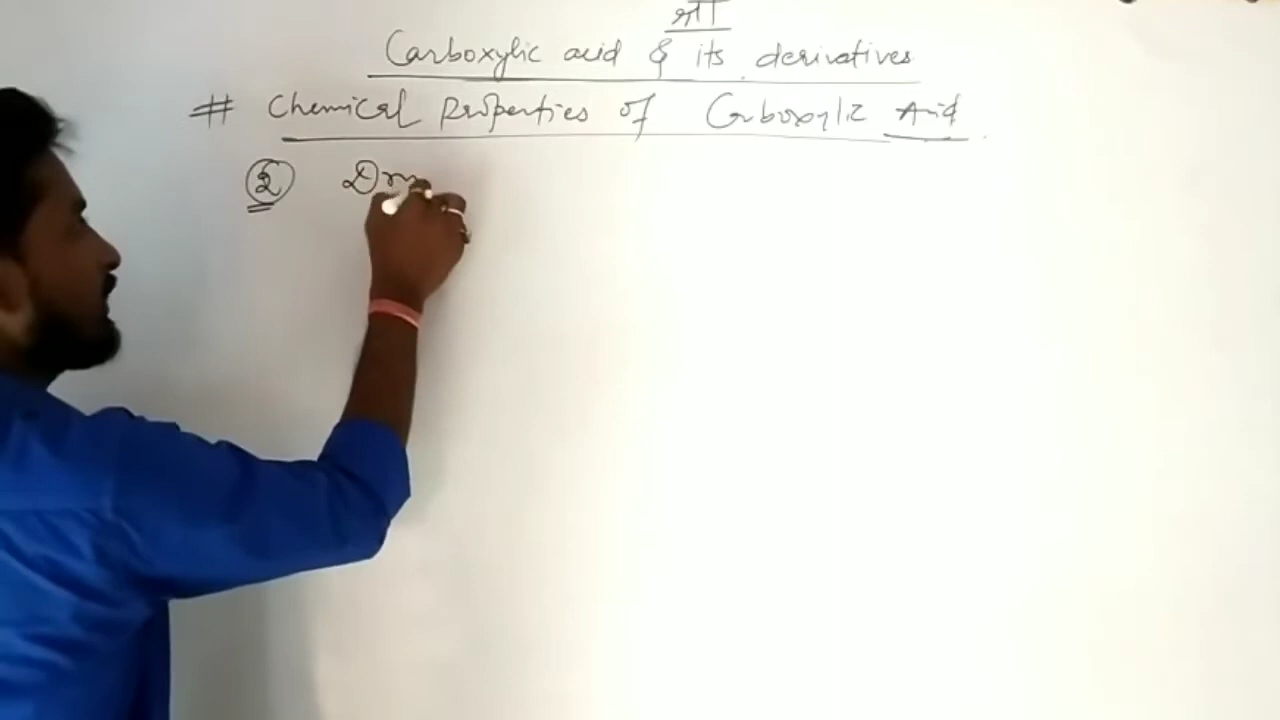 श्री
Carboxylic acid & its derivatives
# Chemical Properties of Carboxylic Acid
②